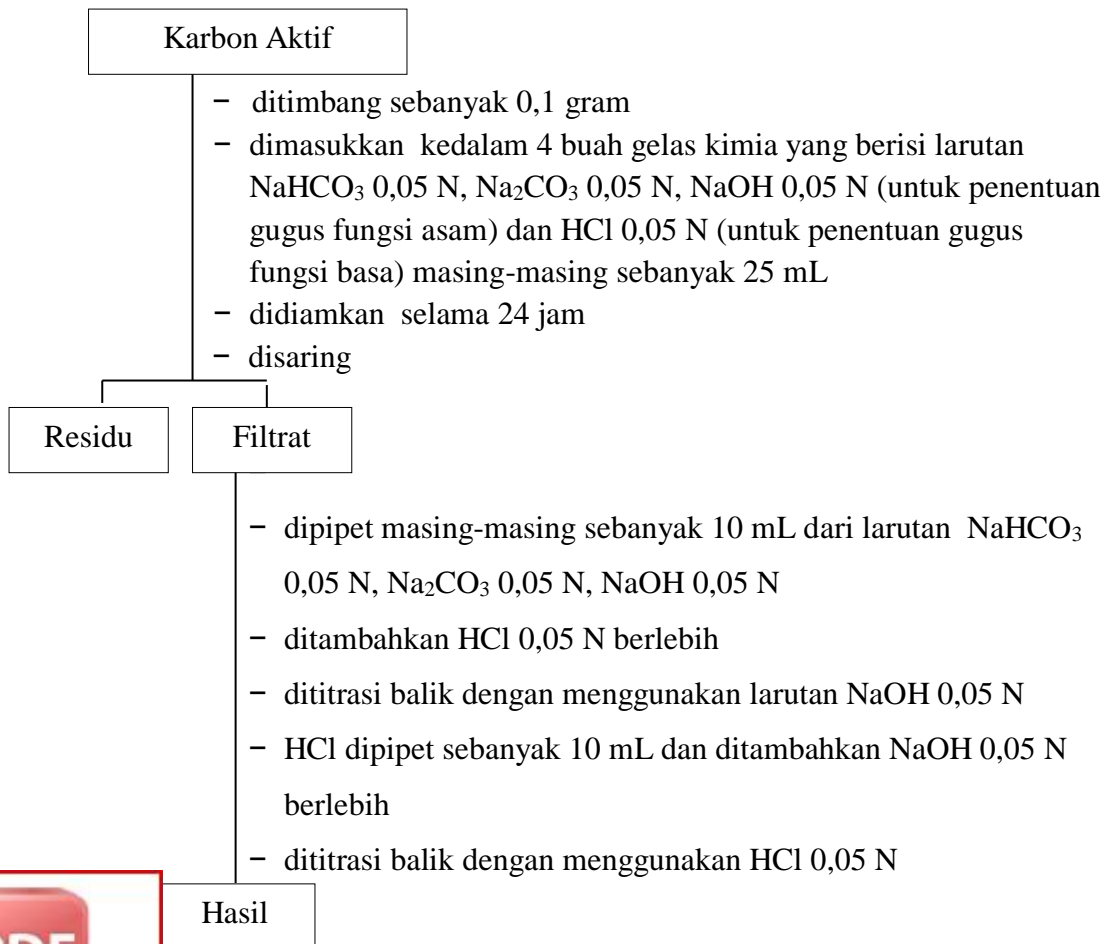 Karbon Aktif
− ditimbang sebanyak 0,1 gram
− dimasukkan kedalam 4 buah gelas kimia yang berisi larutan
NaHCO₃ 0,05 N, Na₂CO₃ 0,05 N, NaOH 0,05 N (untuk penentuan
gugus fungsi asam) dan HCl 0,05 N (untuk penentuan gugus
fungsi basa) masing-masing sebanyak 25 mL
− didiamkan selama 24 jam
− disaring
Residu Filtrat
− dipipet masing-masing sebanyak 10 mL dari larutan NaHCO₃
0,05 N, Na₂CO₃ 0,05 N, NaOH 0,05 N
− ditambahkan HCl 0,05 N berlebih
− dititrasi balik dengan menggunakan larutan NaOH 0,05 N
− HCl dipipet sebanyak 10 mL dan ditambahkan NaOH 0,05 N
berlebih
− dititrasi balik dengan menggunakan HCl 0,05 N
Hasil